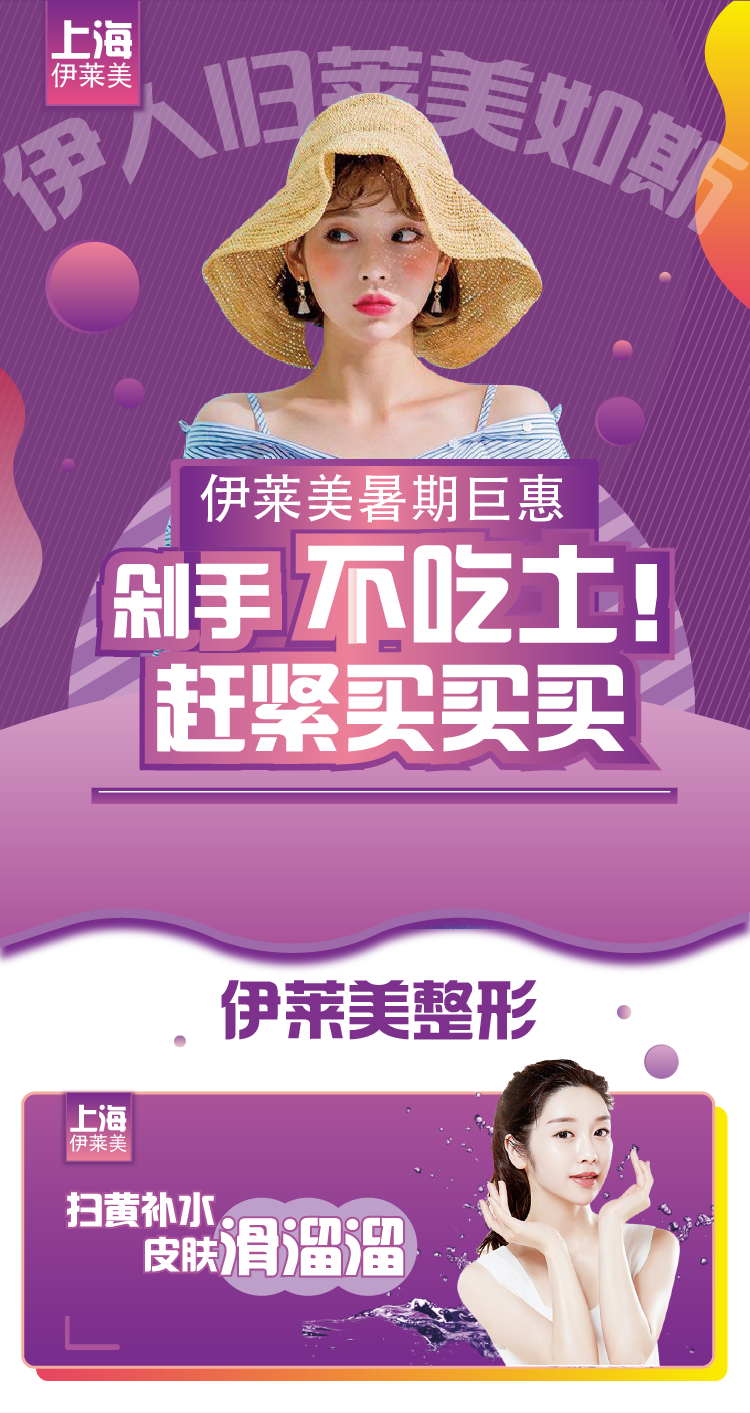 上海
伊莱美
伊人归莱美如斯
伊莱美暑期巨惠
剁手 不吃土！
赶紧买买买
伊莱美整形
上海
伊莱美
扫黄补水
皮肤滑溜溜